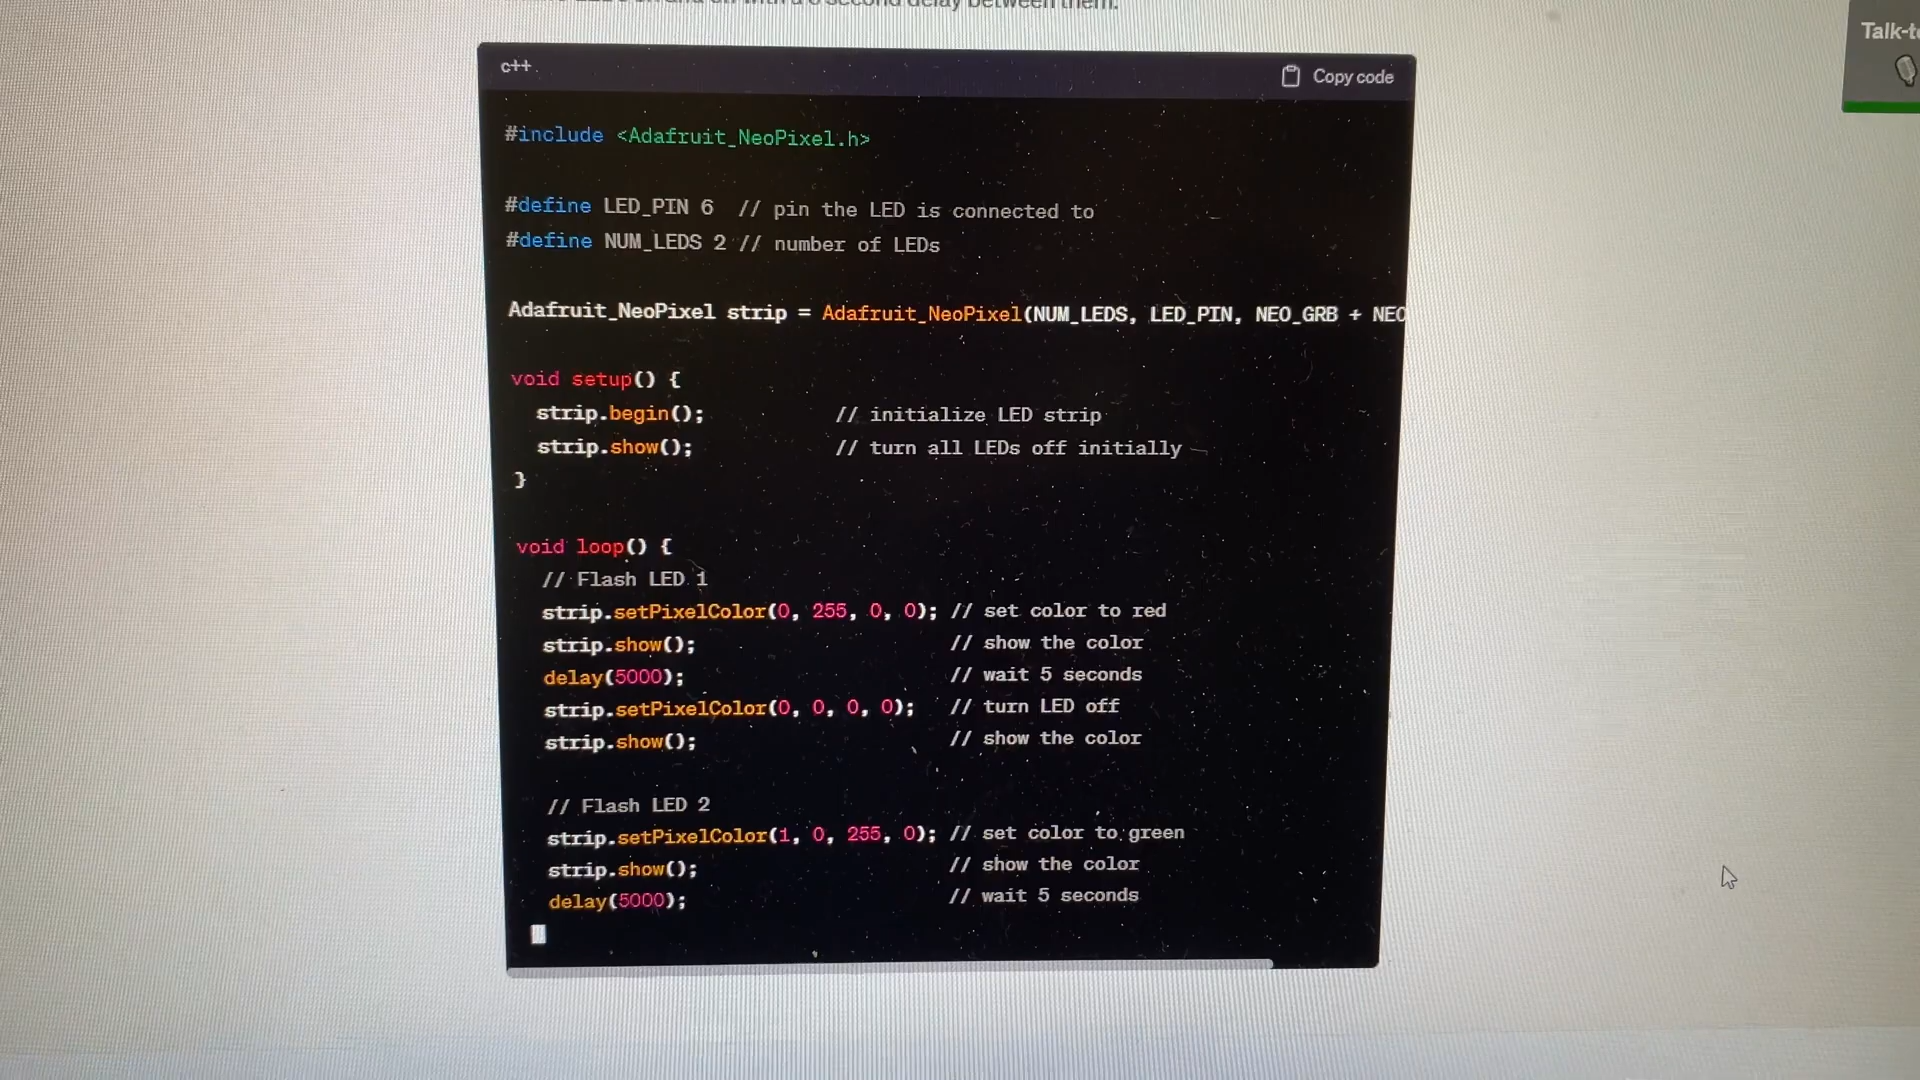 delay between them.
Talk-t
c++
Copy code
#include <Adafruit_NeoPixel.h>
#define LED_PIN 6 // pin the LED is connected to
#define NUM_LEDS 2 // number of LEDs
Adafruit_NeoPixel strip = Adafruit_NeoPixel(NUM_LEDS, LED_PIN, NEO_GRB + NEO
void setup() {
strip.begin(); // initialize LED strip
strip.show(); // turn all LEDs off initially
}
void loop() {
// Flash LED 1
strip.setPixelColor(0, 255, 0, 0); // set color to red
strip.show(); // show the color
delay(5000); // wait 5 seconds
strip.setPixelColor(0, 0, 0, 0); // turn LED off
strip.show(); // show the color
// Flash LED 2
strip.setPixelColor(1, 0, 255, 0); // set color to green
strip.show(); // show the color
delay(5000); // wait 5 seconds